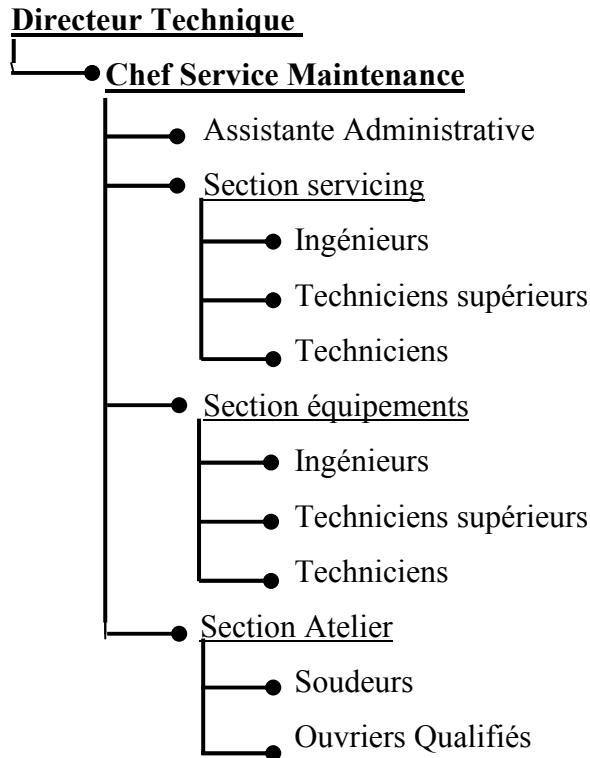 Directeur Technique
Chef Service Maintenance
Assistante Administrative
Section servicing
Ingénieurs
Techniciens supérieurs
Techniciens
Section équipements
Ingénieurs
Techniciens supérieurs
Techniciens
Section Atelier
Soudeurs
Ouvriers Qualifiés